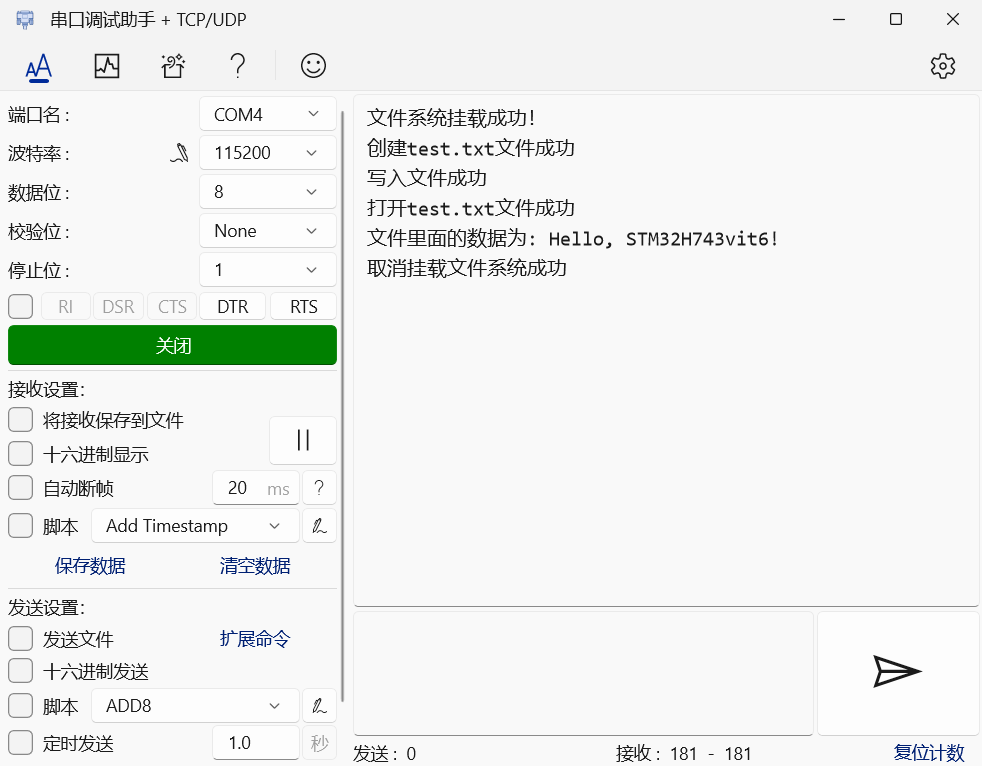 串口调试助手 + TCP/UDP
端口名：
COM4
波特率：
115200
数据位：
8
校验位：
None
停止位：
1
RI DSR CTS DTR RTS
关闭
接收设置:
将接收保存到文件
十六进制显示
自动断帧
20 ms ?
脚本
Add Timestamp
保存数据 清空数据
发送设置:
发送文件 扩展命令
十六进制发送
脚本
ADD8
定时发送
1.0 秒
文件系统挂载成功！
创建test.txt文件成功
写入文件成功
打开test.txt文件成功
文件里面的数据为: Hello, STM32H743vit6!
取消挂载文件系统成功
发送：0
接收：181 - 181
复位计数